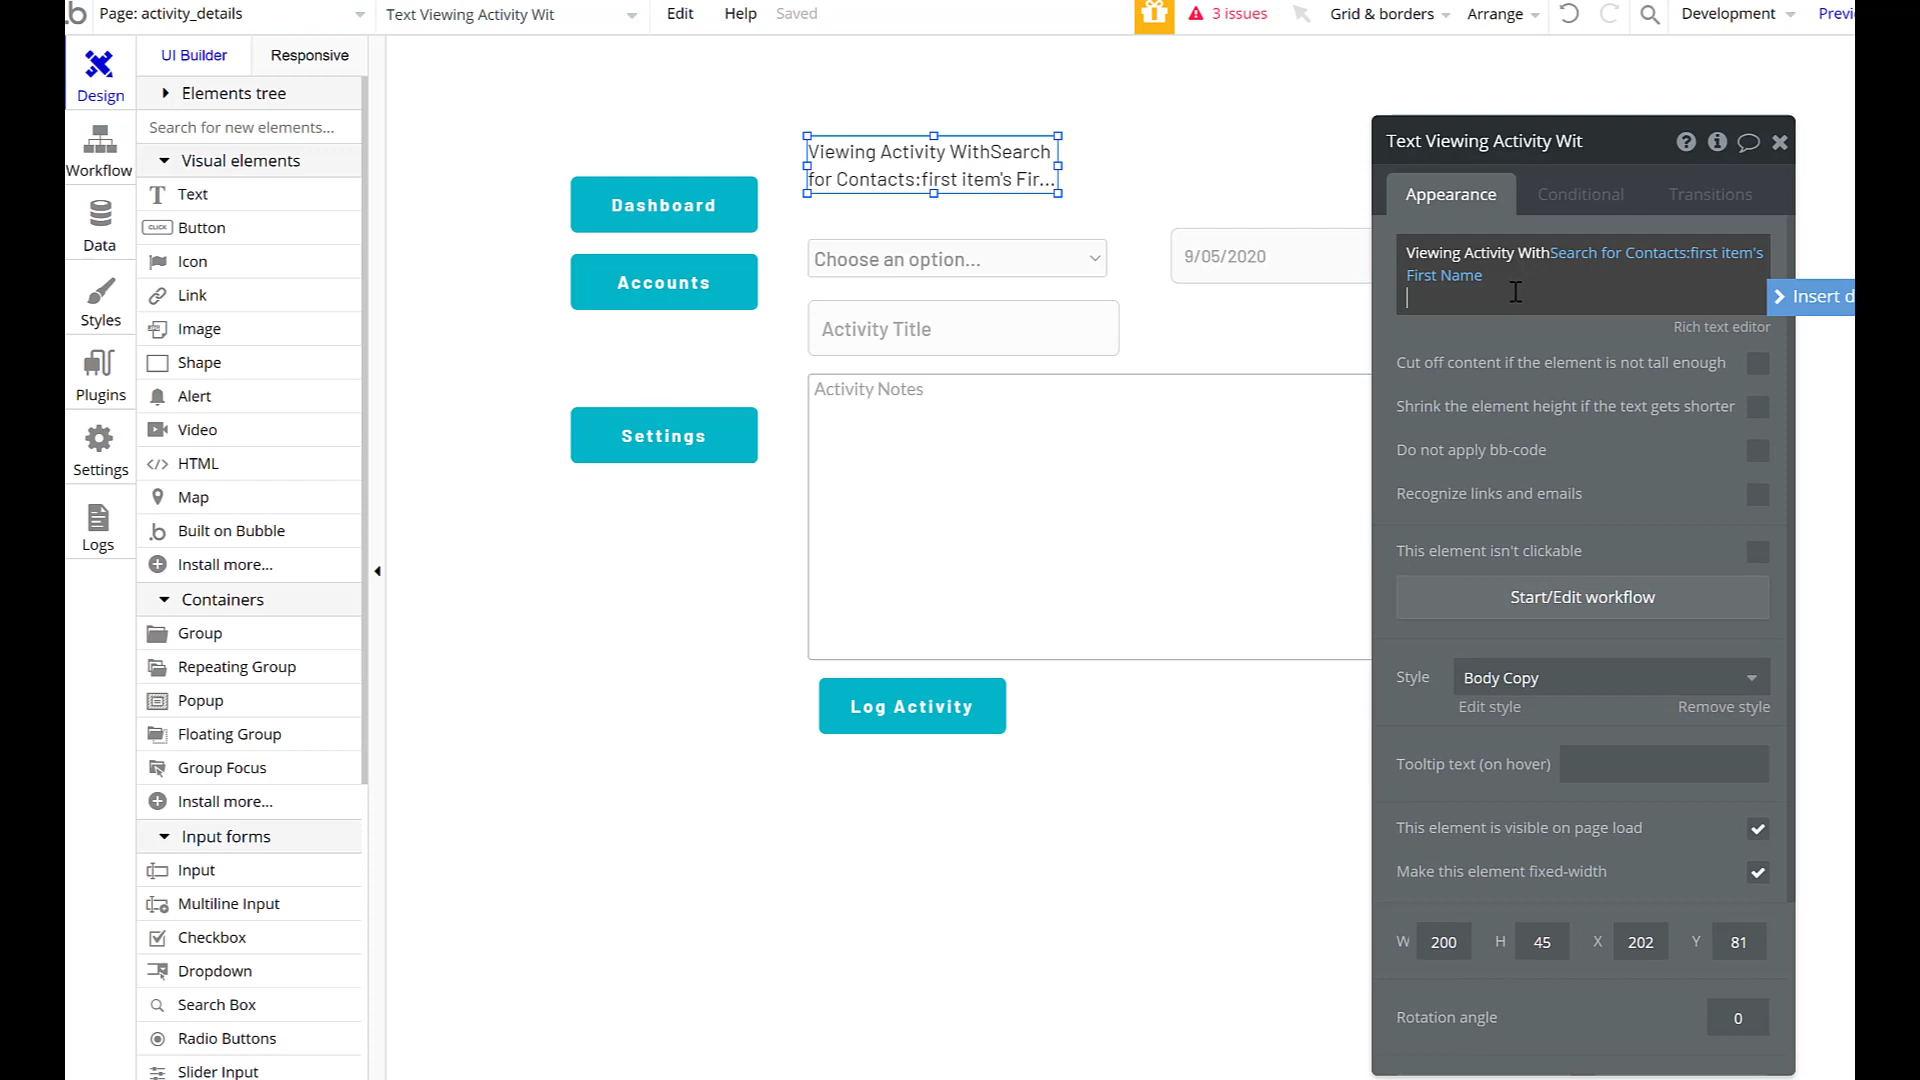 Page: activity_details
Text Viewing Activity Wit
Edit
Help
Saved
3 issues
Grid & borders
Arrange
Development
Previ
UI Builder
Responsive
Design
Workflow
Data
Styles
Plugins
Settings
Logs
Elements tree
Search for new elements...
Visual elements
Text
CLICK
Button
Icon
Link
Image
Shape
Alert
Video
HTML
Map
Built on Bubble
Install more...
Containers
Group
Repeating Group
Popup
Floating Group
Group Focus
Install more...
Input forms
Input
Multiline Input
Checkbox
Dropdown
Search Box
Radio Buttons
Slider Input
Viewing Activity WithSearch
for Contacts:first item's Fir...
Dashboard
Accounts
Settings
Choose an option...
9/05/2020
Activity Title
Activity Notes
Log Activity
Text Viewing Activity Wit
Appearance
Conditional
Transitions
Viewing Activity WithSearch for Contacts:first item's
First Name
Insert d
Rich text editor
Cut off content if the element is not tall enough
Shrink the element height if the text gets shorter
Do not apply bb-code
Recognize links and emails
This element isn't clickable
Start/Edit workflow
Style
Body Copy
Edit style
Remove style
Tooltip text (on hover)
This element is visible on page load
Make this element fixed-width
W 200 H 45 X 202 Y 81
Rotation angle 0